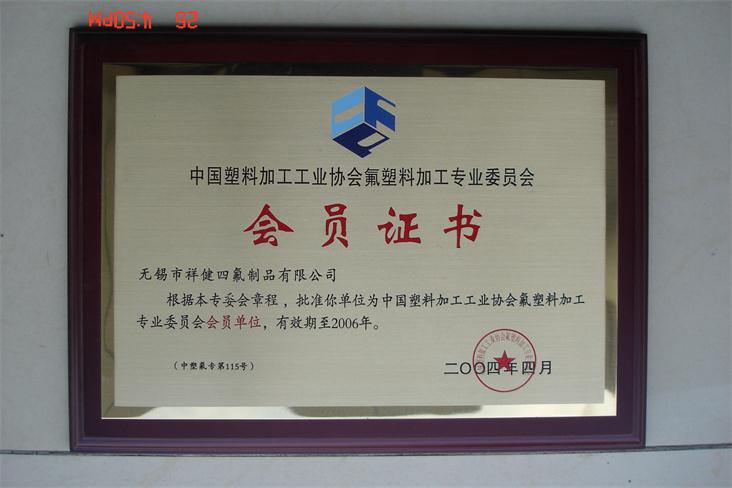 26 4:50PM
中国塑料加工工业协会氟塑料加工专业委员会
会员证书
无锡市祥健四氟制品有限公司
根据本专委会章程，批准你单位为中国塑料加工工业协会氟塑料加工
专业委员会会员单位，有效期至2006年。
（中塑氟专第115号）
二〇〇四年四月